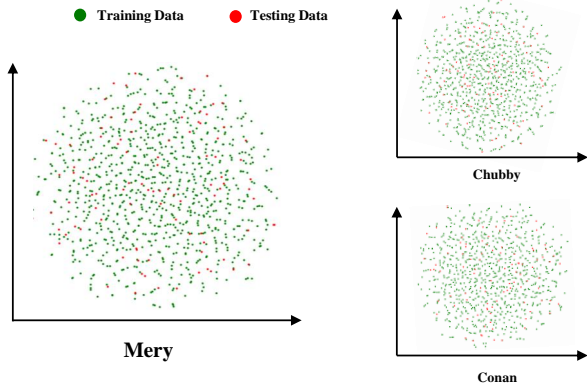 Training Data
Testing Data
Chubby
Mery
Conan